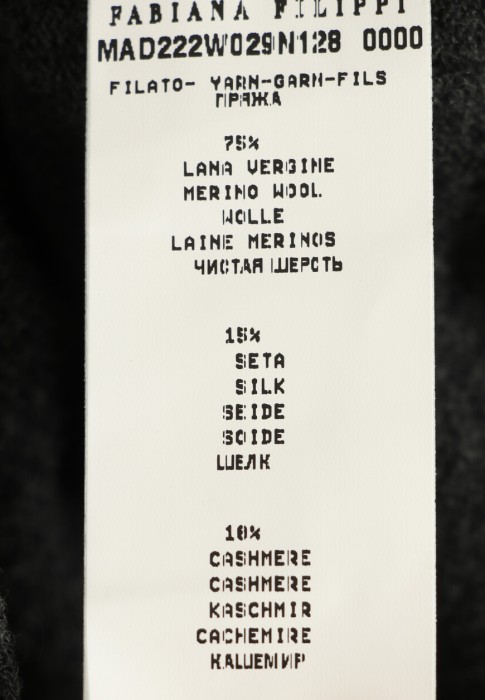 FABIANA FILIPPI
MAD222W029N128 0000
FILATO- YARN-GARN-FILS
ПРЯЖА
75%
LANA VERGINE
MERINO WOOL
WOLLE
LAINE MERINOS
ЧИСТАЯ ШЕРСТЬ
15%
SETA
SILK
SEIDE
SOIDE
ШЕЛК
10%
CASHMERE
CASHMERE
KASCHMIR
CACHEMIRE
КАШЕМИР